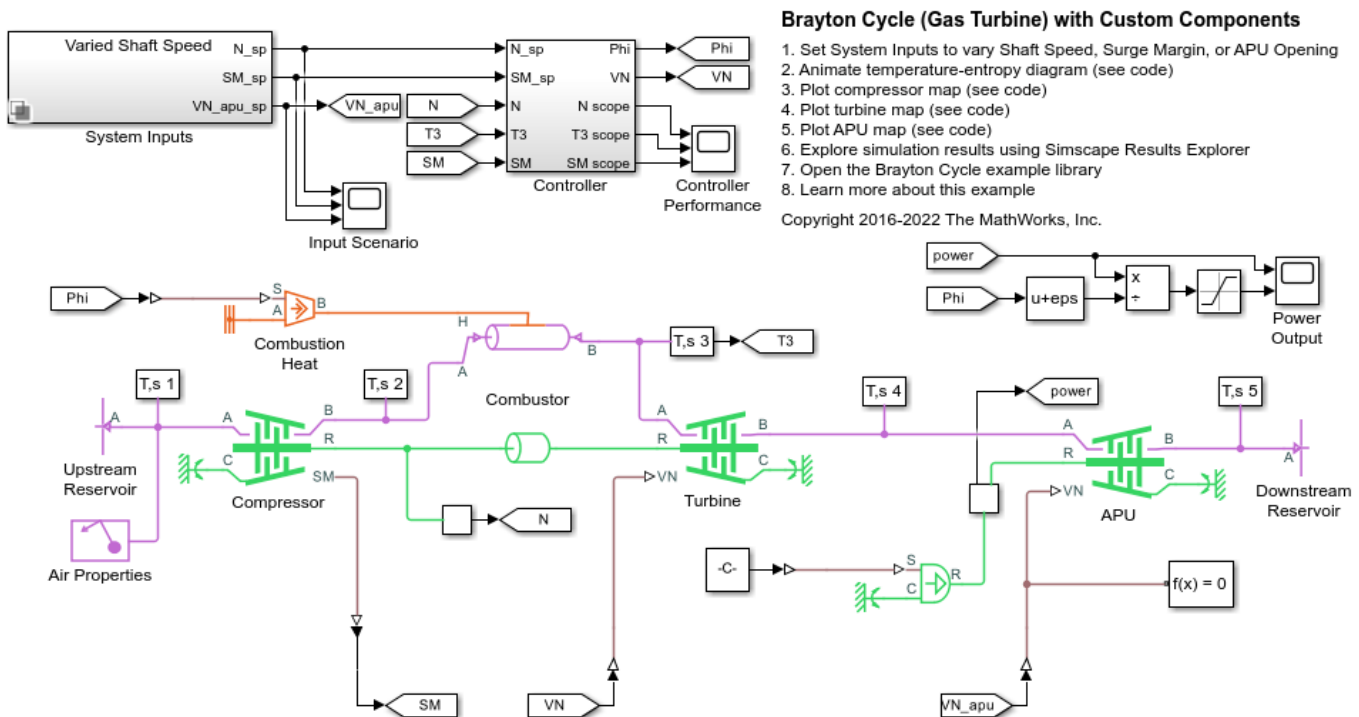 Brayton Cycle (Gas Turbine) with Custom Components
1. Set System Inputs to vary Shaft Speed, Surge Margin, or APU Opening
2. Animate temperature-entropy diagram (see code)
3. Plot compressor map (see code)
4. Plot turbine map (see code)
5. Plot APU map (see code)
6. Explore simulation results using Simscape Results Explorer
7. Open the Brayton Cycle example library
8. Learn more about this example
Copyright 2016-2022 The MathWorks, Inc.
Varied Shaft Speed
N_sp
SM_sp
VN_apu_sp
System Inputs
VN_apu
N
T3
SM
N_sp
SM_sp
N
T3
SM
Phi
VN
N scope
T3 scope
SM scope
Controller
Phi
VN
Controller
Performance
Input Scenario
power
Phi
u+eps
x
÷
Power
Output
Phi
S
A
B
Combustion
Heat
H
A
B
Combustor
T,s 3
T3
T,s 1
T,s 2
A
Upstream
Reservoir
Air Properties
A
B
R
C
SM
Compressor
N
SM
A
B
R
C
VN
Turbine
VN
T,s 4
power
T,s 5
A
B
R
C
VN
APU
A
Downstream
Reservoir
-C-
S
C
R
f(x) = 0
VN_apu